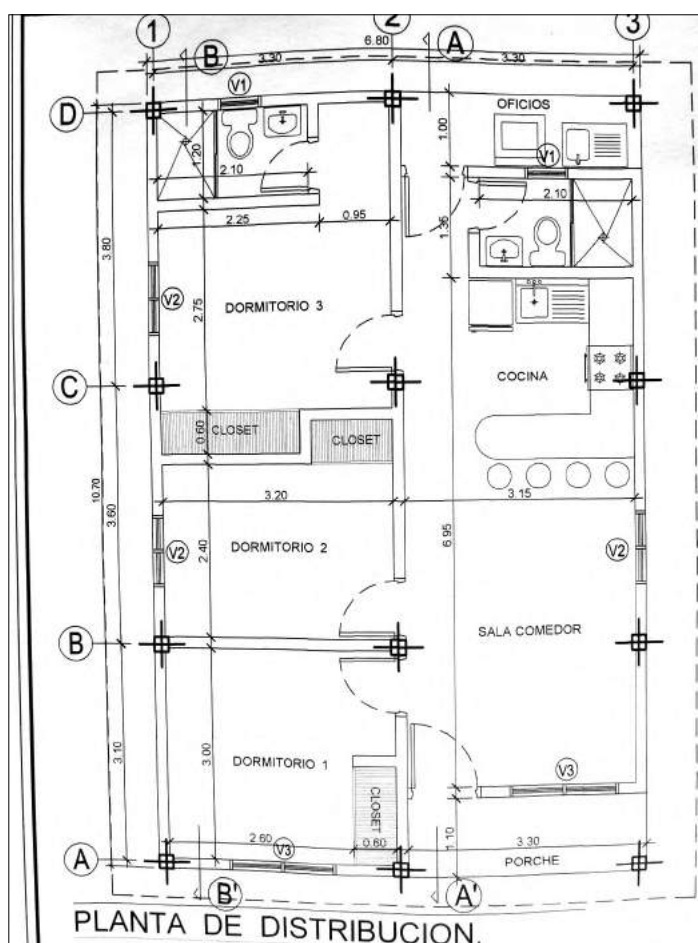 1
2
3
6.80
3.30
B
A
3.30
V1
D
OFICIOS
1.00
V1
1.20
2.10
2.10
1.35
2.25
0.95
3.80
V2
2.75
DORMITORIO 3
COCINA
C
CLOSET
0.60
CLOSET
10.70
3.20
3.15
3.60
V2
2.40
DORMITORIO 2
6.95
V2
B
SALA COMEDOR
3.10
3.00
DORMITORIO 1
V3
CLOSET
2.60
0.60
3.30
1.10
A
V3
PORCHE
B'
A'
PLANTA DE DISTRIBUCION.